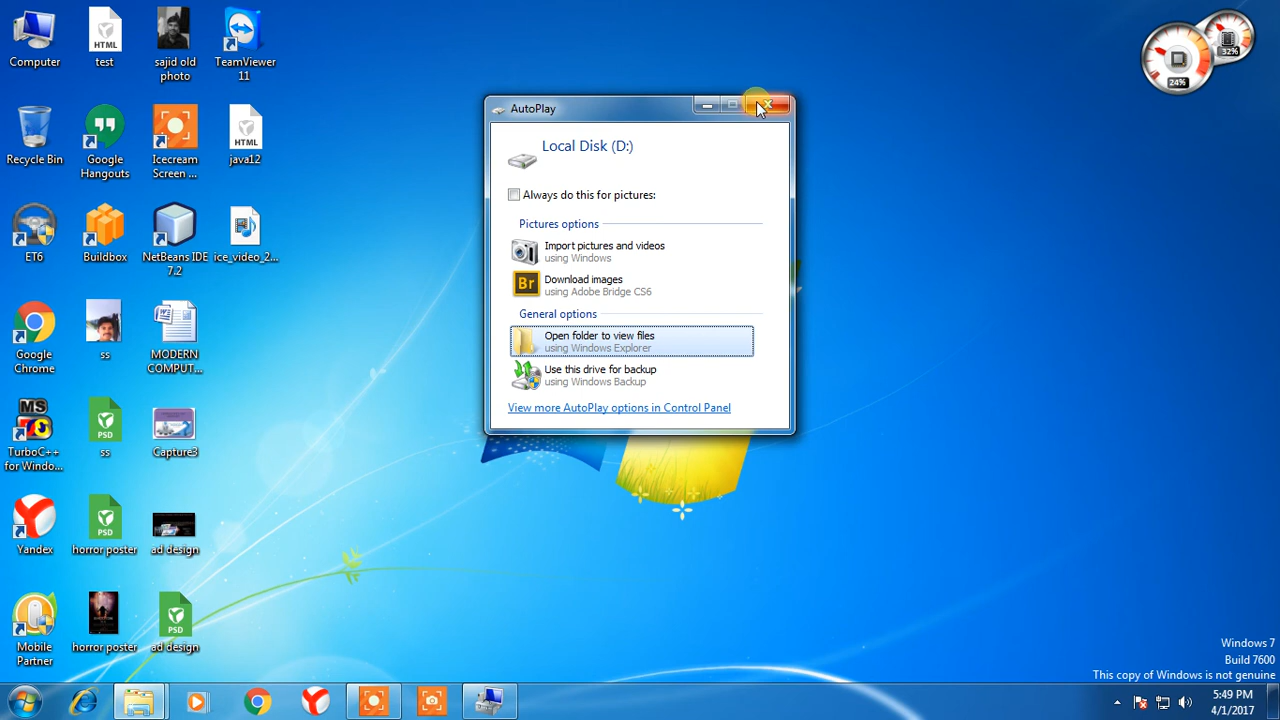 Computer
test
sajid old
photo
TeamViewer
11
Recycle Bin
Google
Hangouts
Icecream
Screen ...
java12
ET6
Buildbox
NetBeans IDE
7.2
ice_video_2...
Google
Chrome
ss
MODERN
COMPUT...
TurboC++
for Windo...
ss
Capture3
Yandex
horror poster
ad design
Mobile
Partner
horror poster
ad design
HTML
HTML
MS
PSD
PSD
PSD
AutoPlay
Local Disk (D:)
Always do this for pictures:
Pictures options
Import pictures and videos
using Windows
Br
Download images
using Adobe Bridge CS6
General options
Open folder to view files
using Windows Explorer
Use this drive for backup
using Windows Backup
View more AutoPlay options in Control Panel
32%
24%
Windows 7
Build 7600
This copy of Windows is not genuine
5:49 PM
4/1/2017